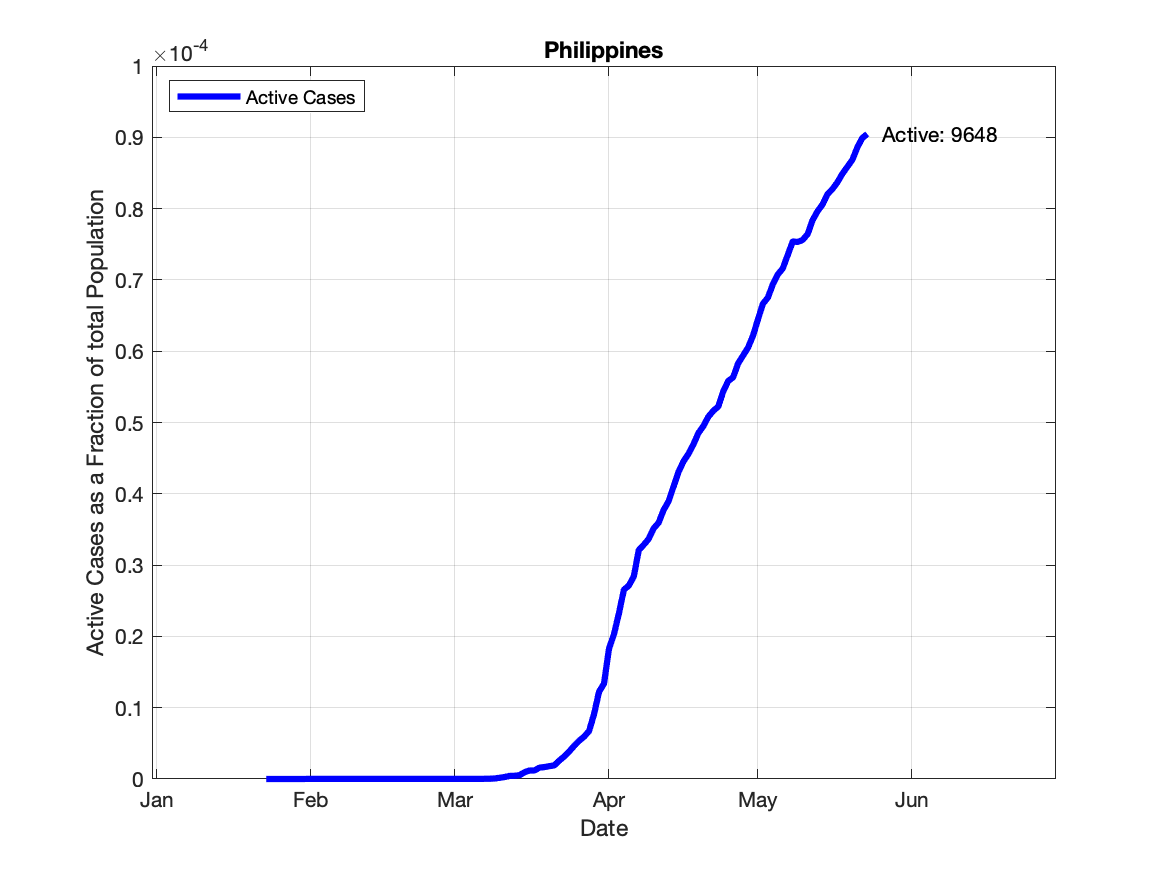 Philippines
×10-4
1
0.9
0.8
0.7
0.6
0.5
0.4
0.3
0.2
0.1
0
Active Cases as a Fraction of total Population
Active Cases
Active: 9648
Jan Feb Mar Apr May Jun
Date